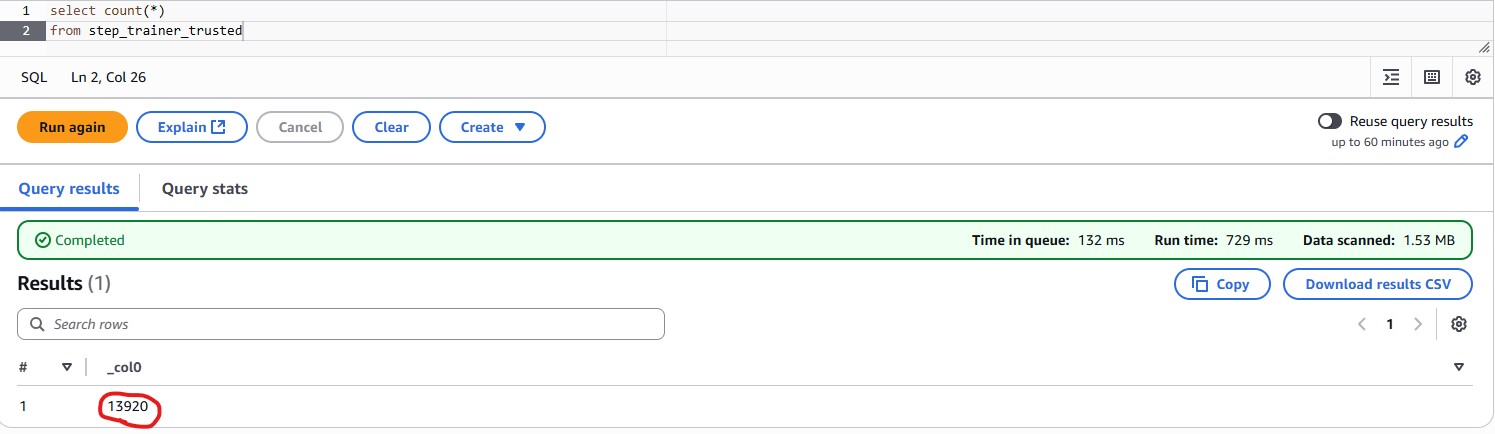 1 select count(*)
2 from step_trainer_trusted
SQL Ln 2, Col 26
Run again Explain Cancel Clear Create Reuse query results
up to 60 minutes ago
Query results Query stats
Completed Time in queue: 132 ms Run time: 729 ms Data scanned: 1.53 MB
Results (1) Copy Download results CSV
Search rows 1
# _col0
1 13920